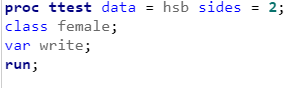 proc ttest data = hsb sides = 2;
class female;
var write;
run;